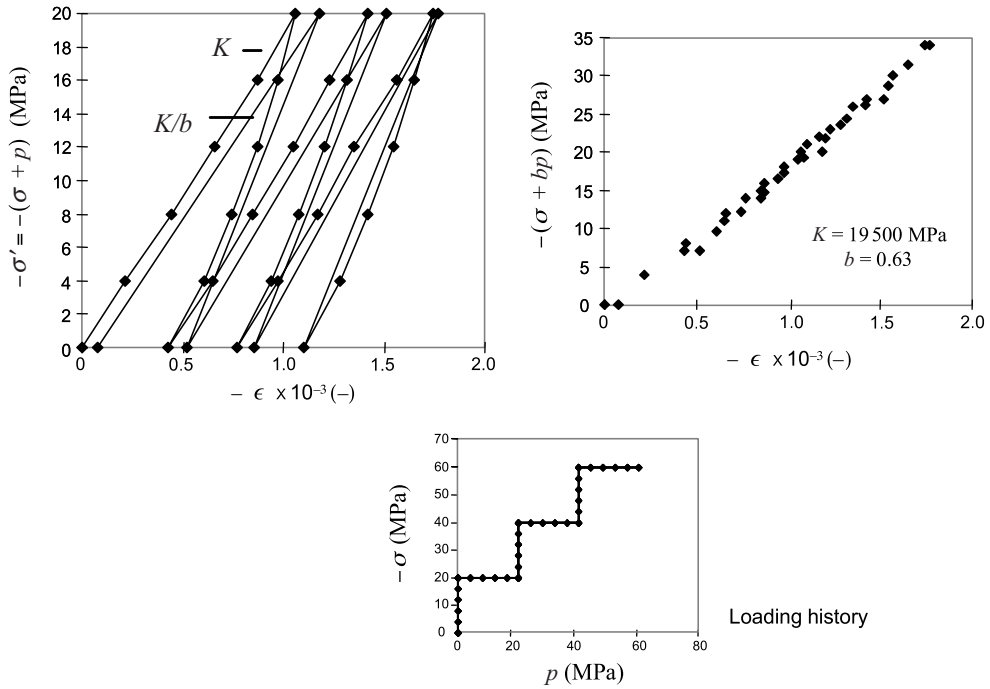 20
18
16
14
12
10
8
6
4
2
0
−σ′ = −(σ + p) (MPa)
K
K/b
0 0.5 1.0 1.5 2.0
− ϵ x10⁻³(−)
35
30
25
20
15
10
5
0
−(σ + bp) (MPa)
K = 19 500 MPa
b = 0.63
0 0.5 1.0 1.5 2.0
− ϵ x10⁻³(−)
70
60
50
40
30
20
10
0
−σ (MPa)
0 20 40 60 80
p (MPa)
Loading history